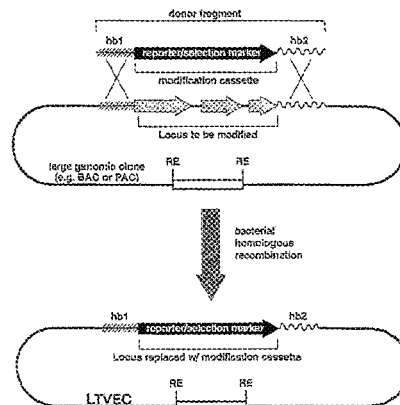 donor fragment
hb1 hb2
reporter/selection marker
modification cassette
Locus to be modified
large genomic clone
(e.g. BAC or PAC)
RE RE
bacterial
homologous
recombination
hb1 hb2
reporter/selection marker
Locus replaced w/ modification cassette
RE RE
LTVEC